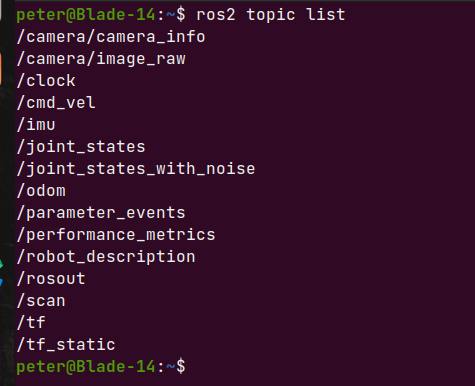 peter@Blade-14:~$ ros2 topic list
/camera/camera_info
/camera/image_raw
/clock
/cmd_vel
/imu
/joint_states
/joint_states_with_noise
/odom
/parameter_events
/performance_metrics
/robot_description
/rosout
/scan
/tf
/tf_static
peter@Blade-14:~$